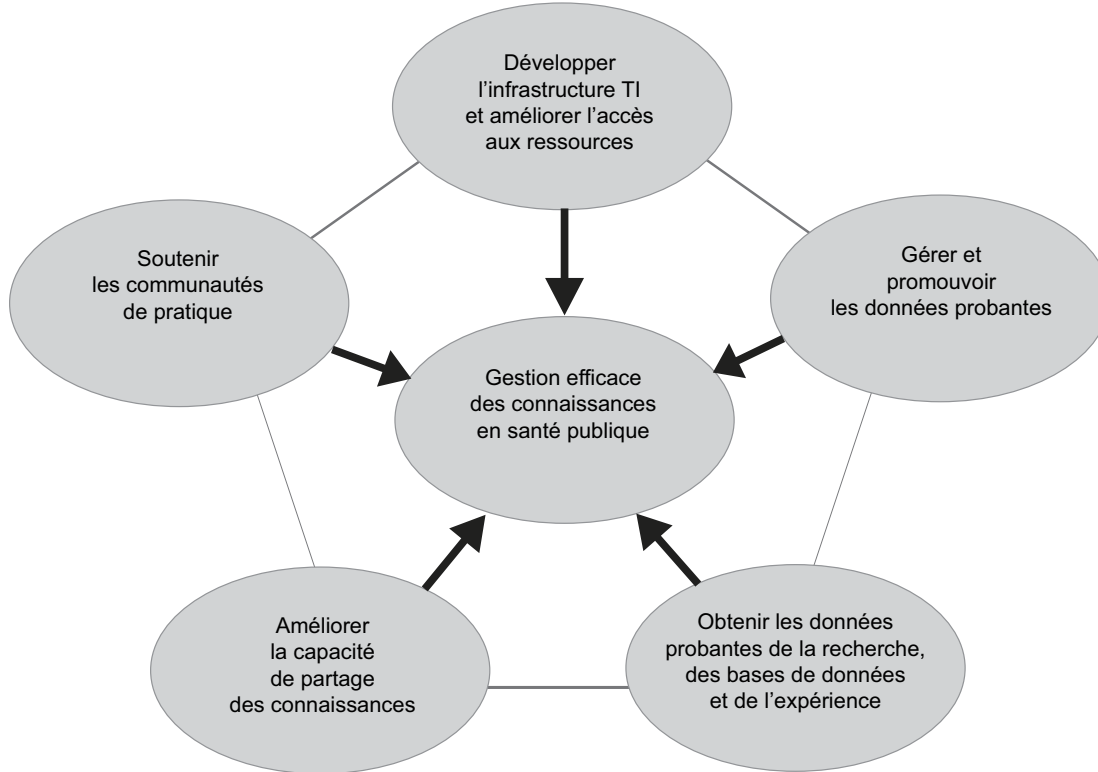 Développer
l’infrastructure TI
et améliorer l’accès
aux ressources
Soutenir
les communautés
de pratique
Gérer et
promouvoir
les données probantes
Gestion efficace
des connaissances
en santé publique
Améliorer
la capacité
de partage
des connaissances
Obtenir les données
probantes de la recherche,
des bases de données
et de l’expérience